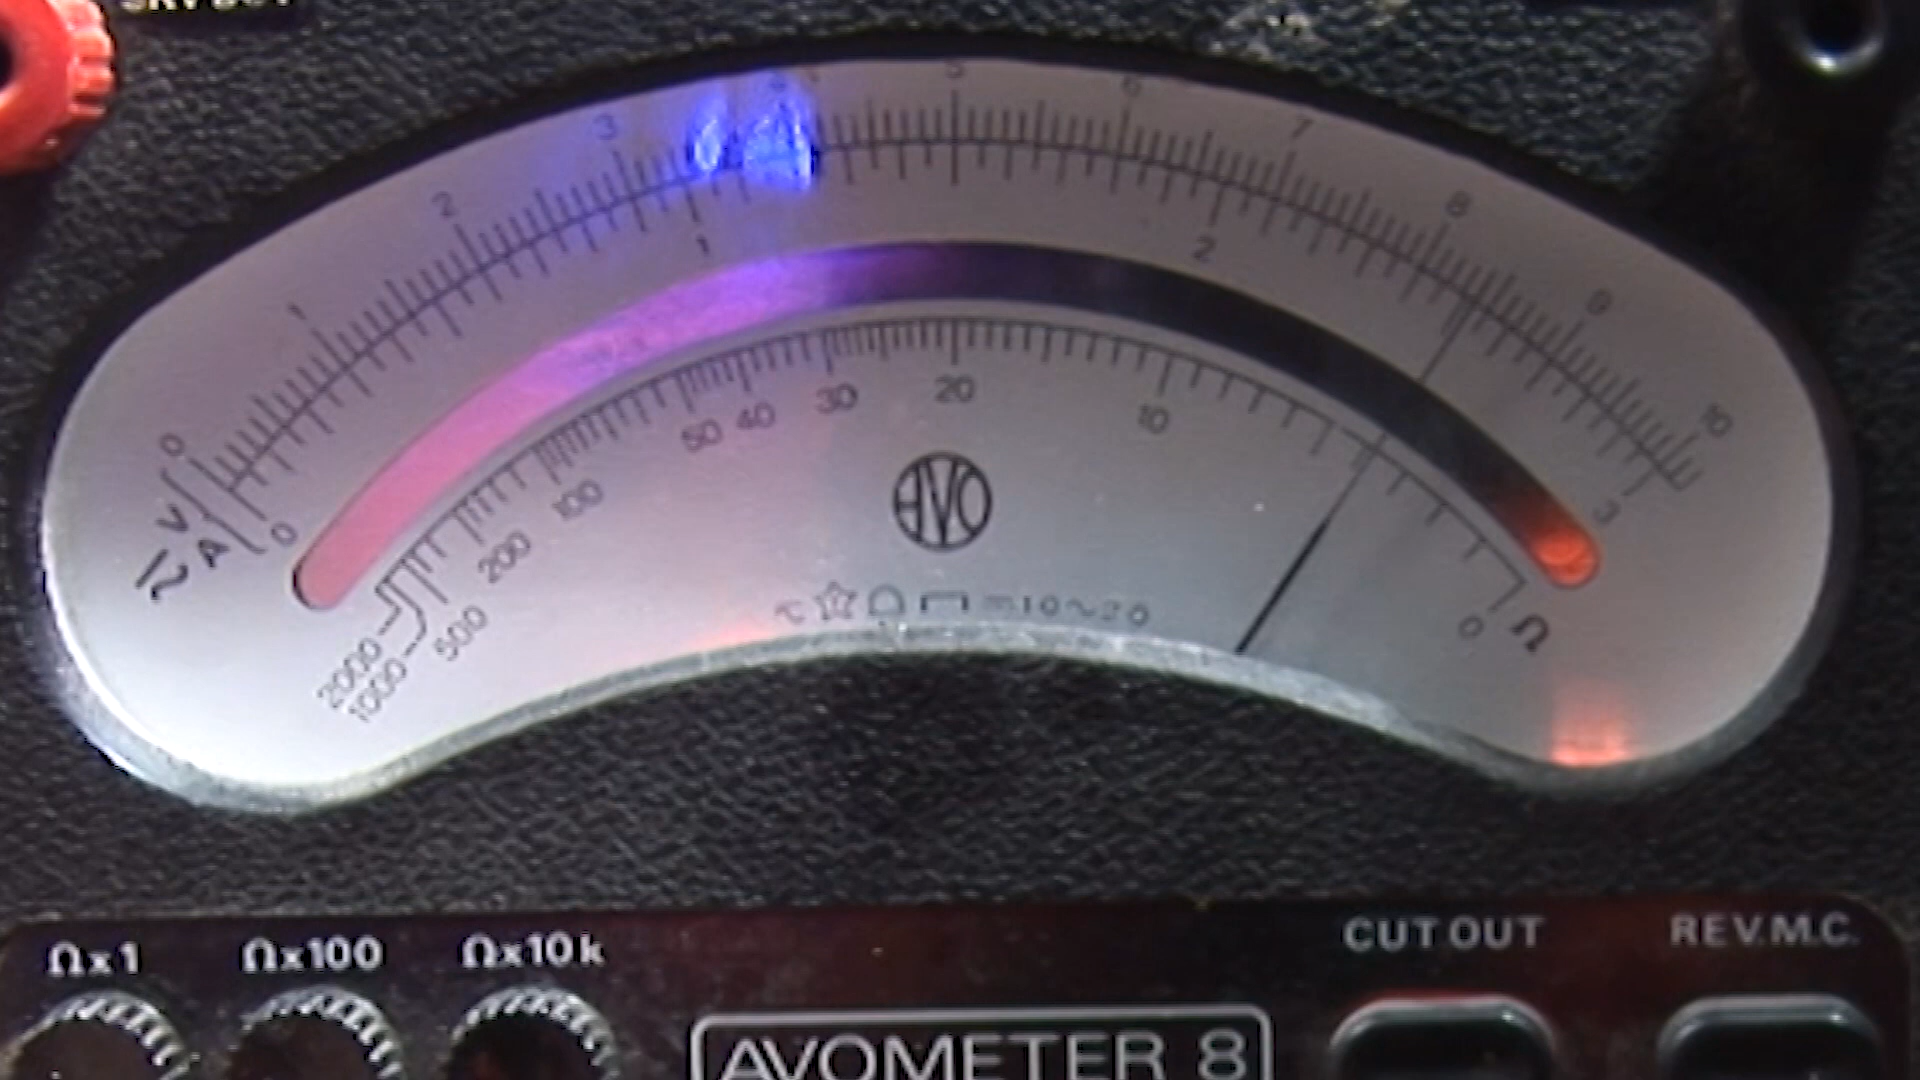 0 1 2 3 4 5 6 7 8 9 10
V
A
0 1 2 3
2000 1000 500 200 100 50 40 30 20 10 0 Ω
AVO
Ωx1 Ωx100 Ωx10k
CUT OUT REV.M.C.
AVOMETER 8